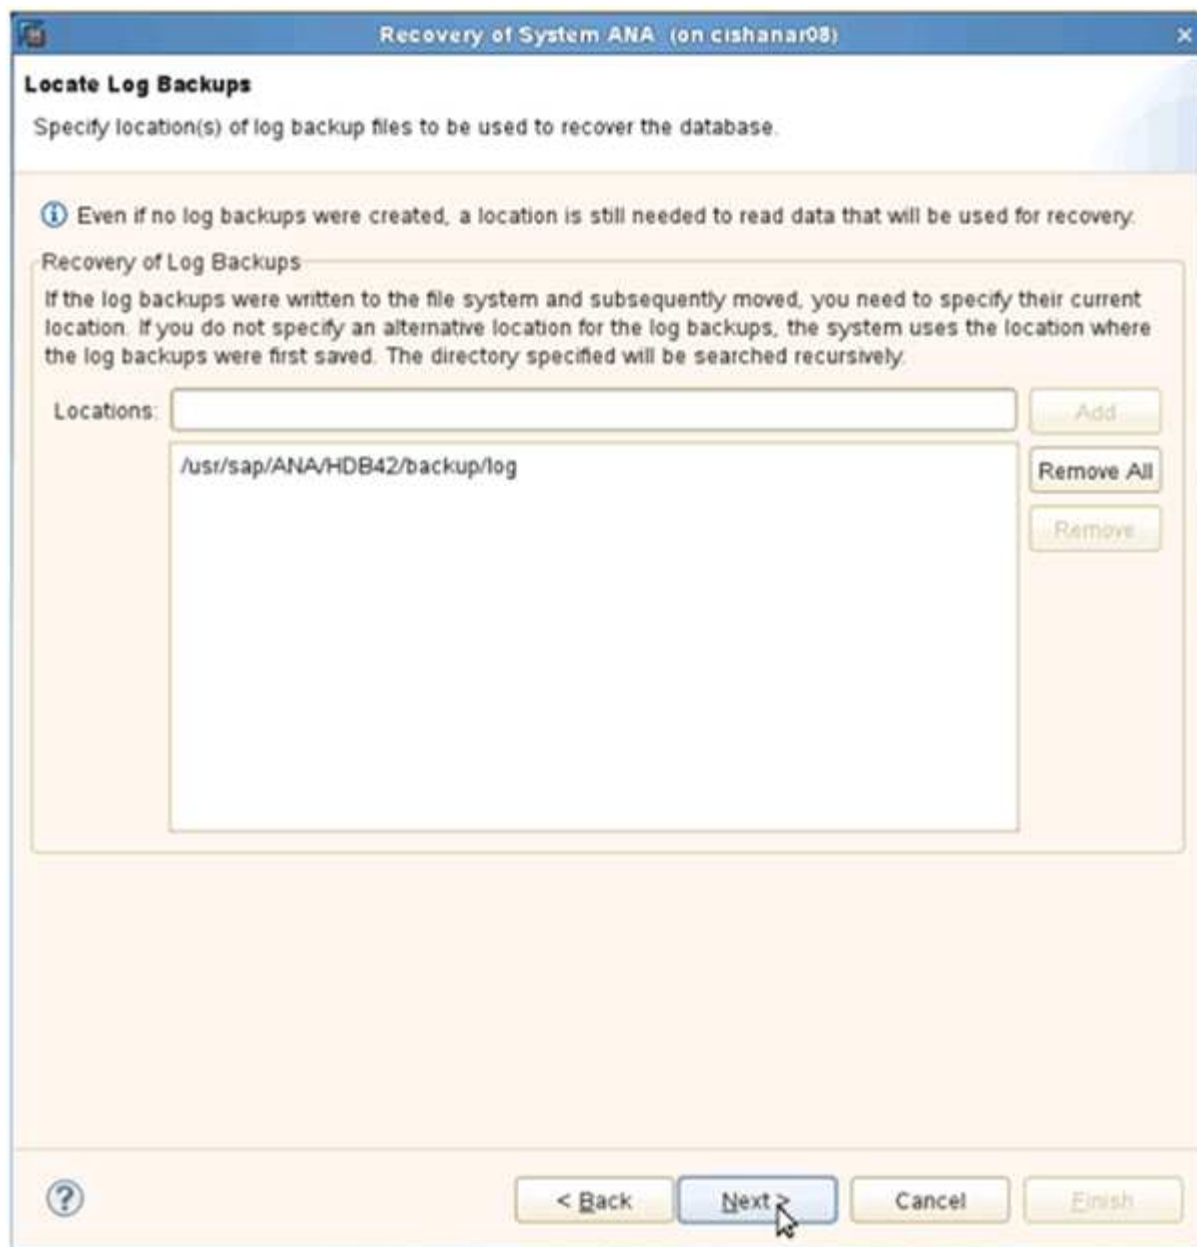 Recovery of System ANA (on cishanar08)
Locate Log Backups
Specify location(s) of log backup files to be used to recover the database.
Even if no log backups were created, a location is still needed to read data that will be used for recovery.
Recovery of Log Backups
If the log backups were written to the file system and subsequently moved, you need to specify their current
location. If you do not specify an alternative location for the log backups, the system uses the location where
the log backups were first saved. The directory specified will be searched recursively.
Locations:
Add
/usr/sap/ANA/HDB42/backup/log
Remove All
Remove
< Back
Next >
Cancel
Finish